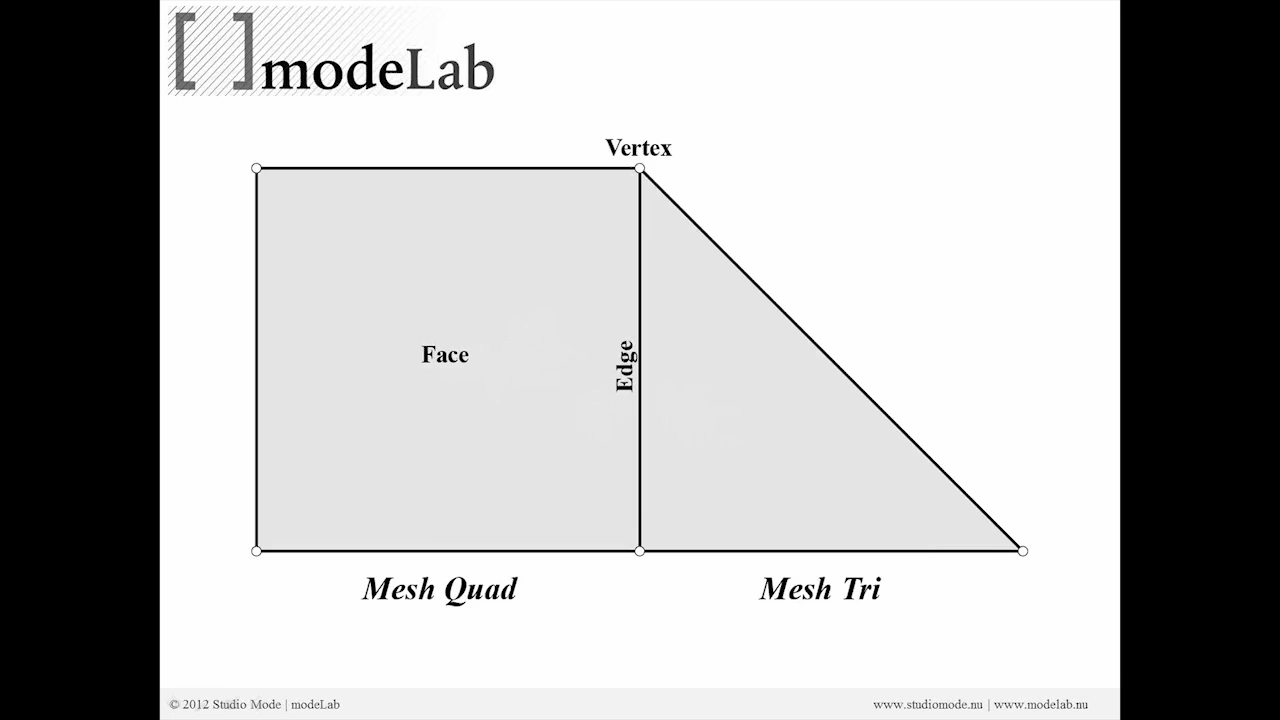 [ ] modeLab
Vertex
Face
Edge
Mesh Quad
Mesh Tri
© 2012 Studio Mode | modeLab
www.studiomode.nu | www.modelab.nu